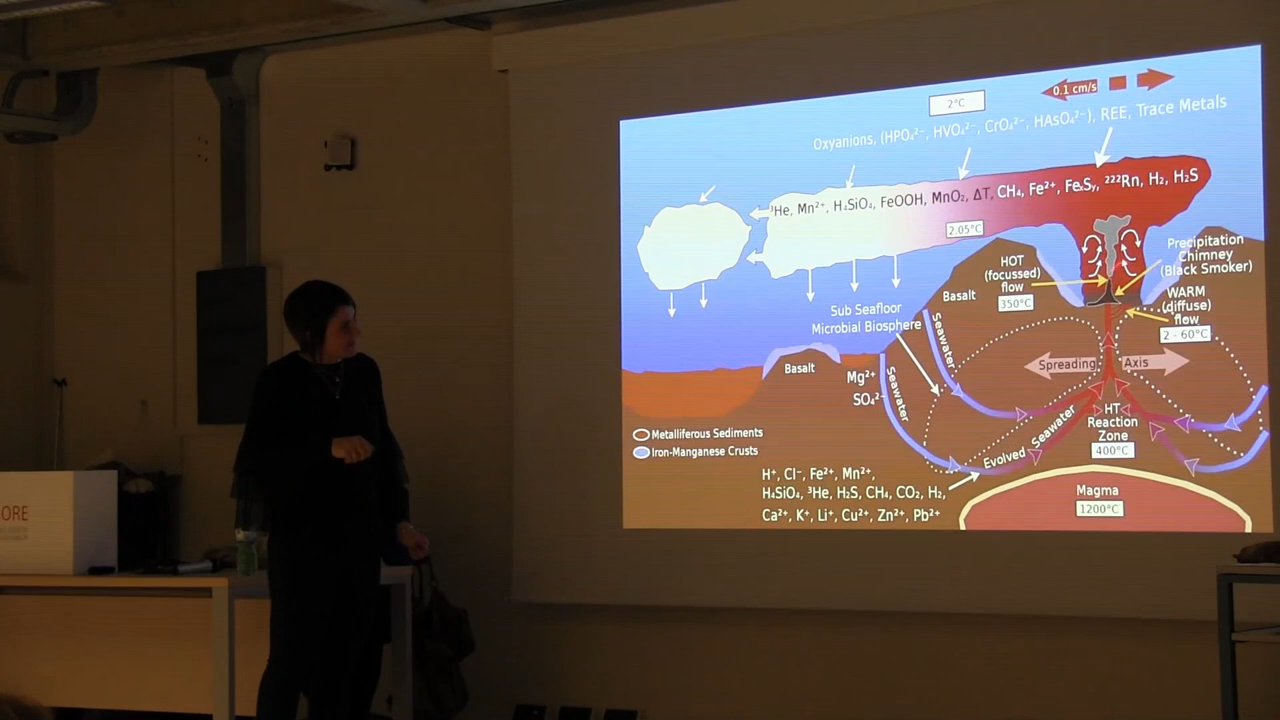 0.1 cm/s
2°C
Oxyanions, (HPO₄²⁻, HVO₄²⁻, CrO₄²⁻, HAsO₄²⁻), REE, Trace Metals
³He, Mn²⁺, H₄SiO₄, FeOOH, MnO₂, ΔT, CH₄, Fe²⁺, FeₓSᵧ, ²²²Rn, H₂, H₂S
2.05°C
Precipitation
Chimney
(Black Smoker)
HOT
(focussed)
flow
350°C
WARM
(diffuse)
flow
2 - 60°C
Basalt
Sub Seafloor
Microbial Biosphere
Seawater
Spreading Axis
Basalt
Mg²⁺
SO₄²⁻
Seawater
HT
Reaction
Zone
400°C
Evolved Seawater
Metalliferous Sediments
Iron-Manganese Crusts
H⁺, Cl⁻, Fe²⁺, Mn²⁺,
H₄SiO₄, ³He, H₂S, CH₄, CO₂, H₂,
Ca²⁺, K⁺, Li⁺, Cu²⁺, Zn²⁺, Pb²⁺
Magma
1200°C
ORE